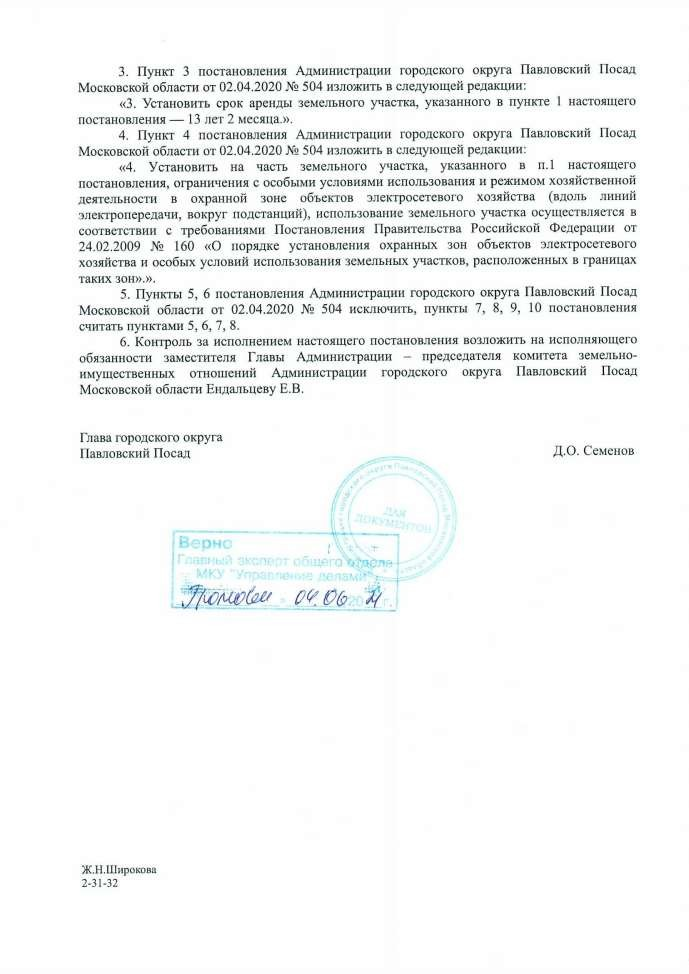 3. Пункт 3 постановления Администрации городского округа Павловский Посад
Московской области от 02.04.2020 № 504 изложить в следующей редакции:
«3. Установить срок аренды земельного участка, указанного в пункте 1 настоящего
постановления — 13 лет 2 месяца.».
4. Пункт 4 постановления Администрации городского округа Павловский Посад
Московской области от 02.04.2020 № 504 изложить в следующей редакции:
«4. Установить на часть земельного участка, указанного в п.1 настоящего
постановления, ограничения с особыми условиями использования и режимом хозяйственной
деятельности в охранной зоне объектов электросетевого хозяйства (вдоль линий
электропередачи, вокруг подстанций), использование земельного участка осуществляется в
соответствии с требованиями Постановления Правительства Российской Федерации от
24.02.2009 № 160 «О порядке установления охранных зон объектов электросетевого
хозяйства и особых условий использования земельных участков, расположенных в границах
таких зон».».
5. Пункты 5, 6 постановления Администрации городского округа Павловский Посад
Московской области от 02.04.2020 № 504 исключить, пункты 7, 8, 9, 10 постановления
считать пунктами 5, 6, 7, 8.
6. Контроль за исполнением настоящего постановления возложить на исполняющего
обязанности заместителя Главы Администрации – председателя комитета земельно-
имущественных отношений Администрации городского округа Павловский Посад
Московской области Ендальцеву Е.В.
Глава городского округа
Павловский Посад
Д.О. Семенов
ДЛЯ
ДОКУМЕНТОВ
Верно
Главный эксперт общего отдела
МКУ "Управление делами"
04.06 20 21 г.
Ж.Н.Широкова
2-31-32